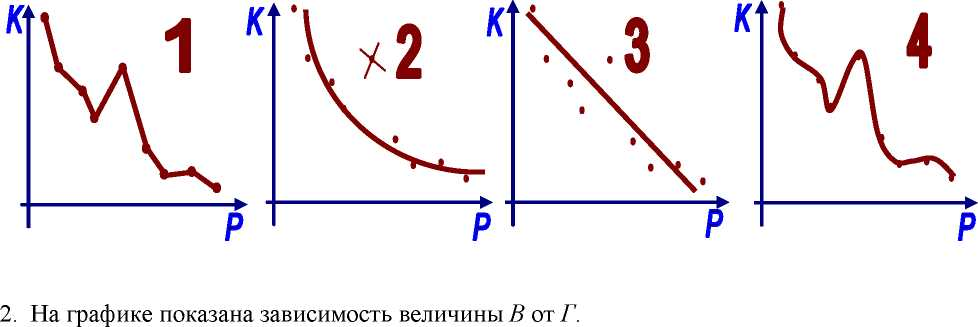 K 1 P
K 2 P
K 3 P
K 4 P
2. На графике показана зависимость величины В от Г.